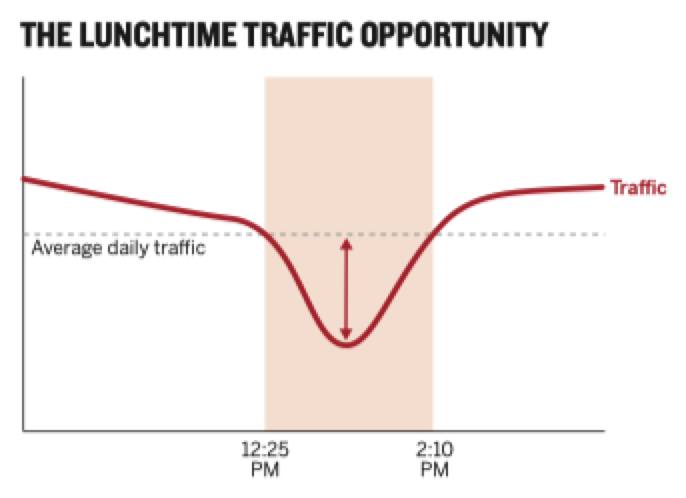 THE LUNCHTIME TRAFFIC OPPORTUNITY
Traffic
Average daily traffic
12:25
PM
2:10
PM